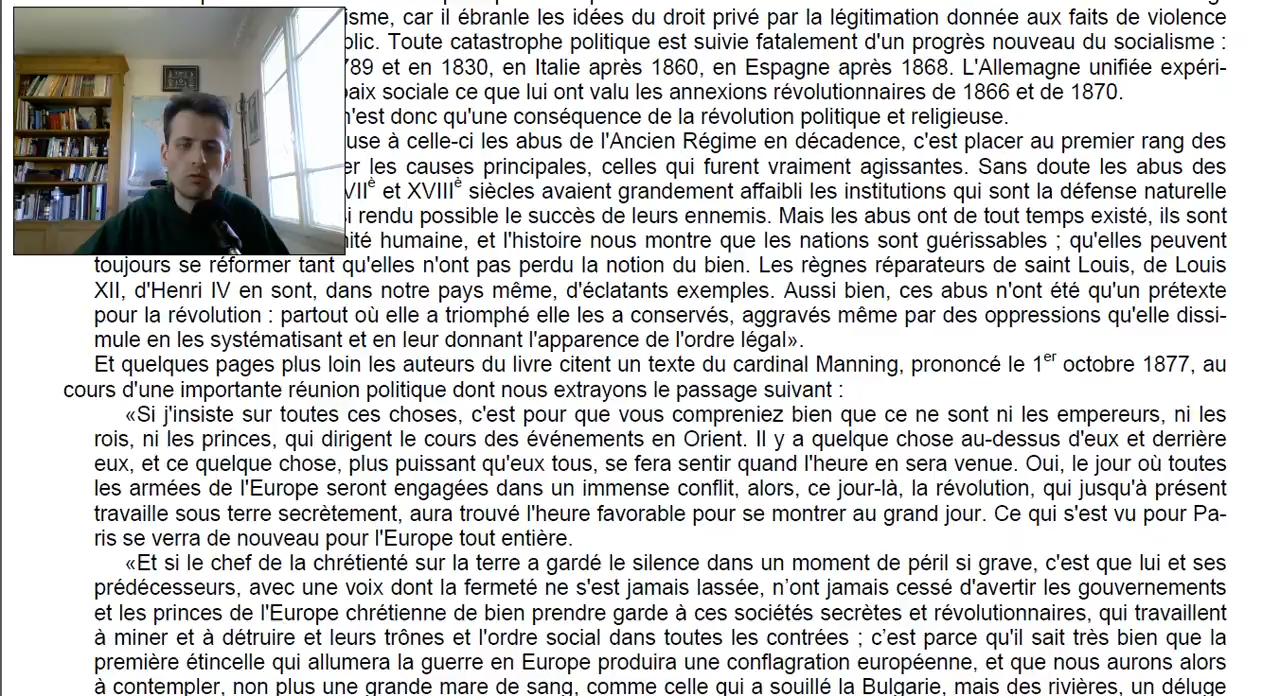 isme, car il ébranle les idées du droit privé par la légitimation donnée aux faits de violence
blic. Toute catastrophe politique est suivie fatalement d'un progrès nouveau du socialisme :
789 et en 1830, en Italie après 1860, en Espagne après 1868. L'Allemagne unifiée expéri-
paix sociale ce que lui ont valu les annexions révolutionnaires de 1866 et de 1870.
n'est donc qu'une conséquence de la révolution politique et religieuse.
use à celle-ci les abus de l'Ancien Régime en décadence, c'est placer au premier rang des
er les causes principales, celles qui furent vraiment agissantes. Sans doute les abus des
VIIè et XVIIIè siècles avaient grandement affaibli les institutions qui sont la défense naturelle
si rendu possible le succès de leurs ennemis. Mais les abus ont de tout temps existé, ils sont
ité humaine, et l'histoire nous montre que les nations sont guérissables ; qu'elles peuvent
toujours se réformer tant qu'elles n'ont pas perdu la notion du bien. Les règnes réparateurs de saint Louis, de Louis
XII, d'Henri IV en sont, dans notre pays même, d'éclatants exemples. Aussi bien, ces abus n'ont été qu'un prétexte
pour la révolution : partout où elle a triomphé elle les a conservés, aggravés même par des oppressions qu'elle dissi-
mule en les systématisant et en leur donnant l'apparence de l'ordre légal».
Et quelques pages plus loin les auteurs du livre citent un texte du cardinal Manning, prononcé le 1er octobre 1877, au
cours d'une importante réunion politique dont nous extrayons le passage suivant :
«Si j'insiste sur toutes ces choses, c'est pour que vous compreniez bien que ce ne sont ni les empereurs, ni les
rois, ni les princes, qui dirigent le cours des événements en Orient. Il y a quelque chose au-dessus d'eux et derrière
eux, et ce quelque chose, plus puissant qu'eux tous, se fera sentir quand l'heure en sera venue. Oui, le jour où toutes
les armées de l'Europe seront engagées dans un immense conflit, alors, ce jour-là, la révolution, qui jusqu'à présent
travaille sous terre secrètement, aura trouvé l'heure favorable pour se montrer au grand jour. Ce qui s'est vu pour Pa-
ris se verra de nouveau pour l'Europe tout entière.
«Et si le chef de la chrétienté sur la terre a gardé le silence dans un moment de péril si grave, c'est que lui et ses
prédécesseurs, avec une voix dont la fermeté ne s'est jamais lassée, n’ont jamais cessé d'avertir les gouvernements
et les princes de l'Europe chrétienne de bien prendre garde à ces sociétés secrètes et révolutionnaires, qui travaillent
à miner et à détruire et leurs trônes et l'ordre social dans toutes les contrées ; c’est parce qu'il sait très bien que la
première étincelle qui allumera la guerre en Europe produira une conflagration européenne, et que nous aurons alors
à contempler, non plus une grande mare de sang, comme celle qui a souillé la Bulgarie, mais des rivières, un déluge